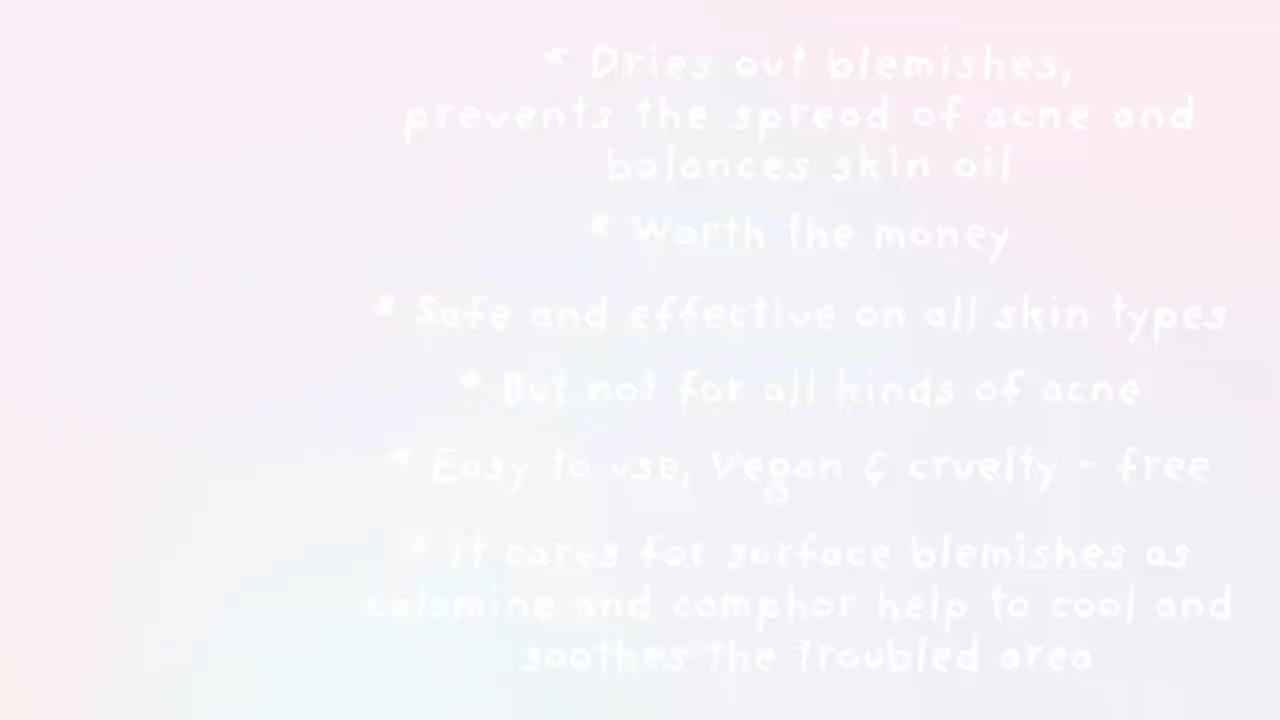 * Dries out blemishes,
prevents the spread of acne and
balances skin oil
* Worth the money
* Safe and effective on all skin types
* But not for all kinds of acne
* Easy to use, Vegan & cruelty - free
* It cares for surface blemishes as
calamine and camphor help to cool and
soothes the troubled area